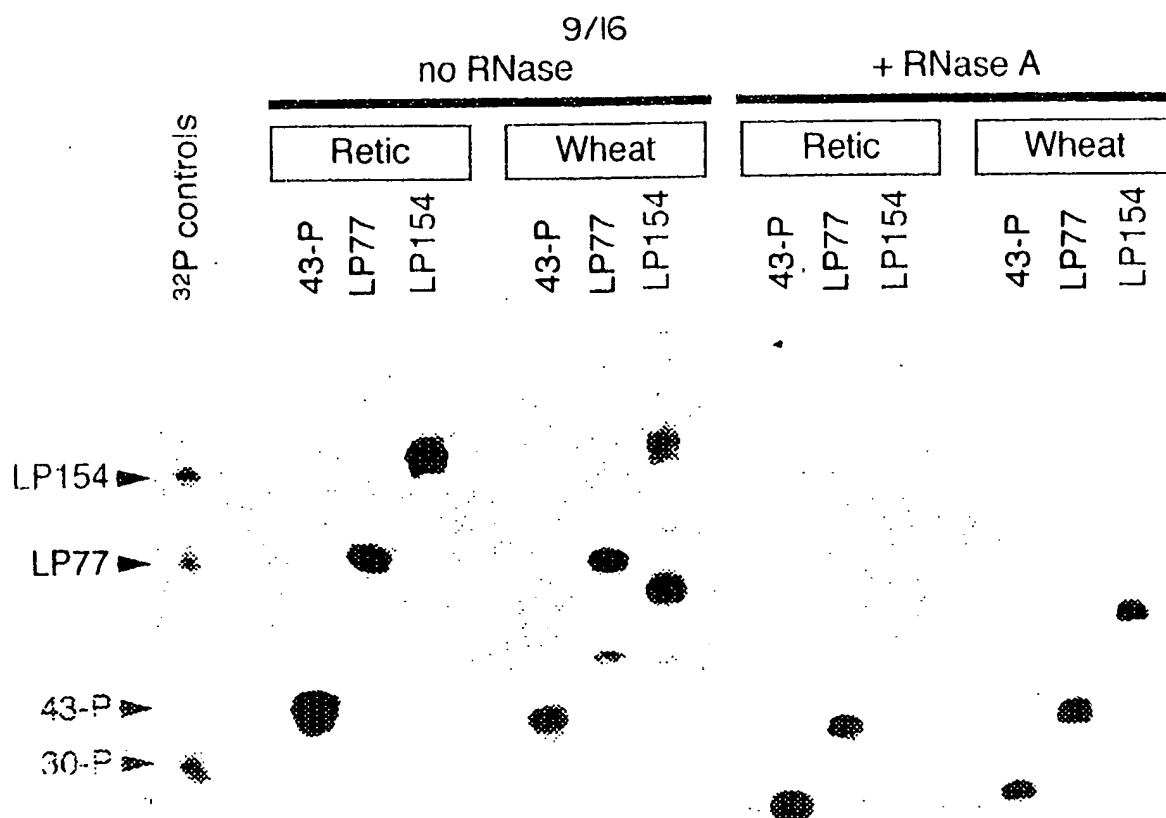 9/16
no RNase + RNase A
Retic Wheat Retic Wheat
32P controls 43-P LP77 LP154 43-P LP77 LP154 43-P LP77 LP154 43-P LP77 LP154
LP154
LP77
43-P
30-P